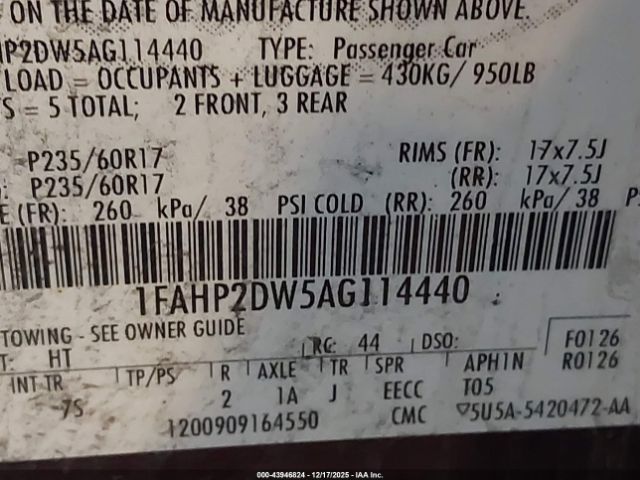 ON THE DATE OF MANUFACTURE SHOWN ABOVE.
HP2DW5AG114440 TYPE: Passenger Car
LOAD = OCCUPANTS + LUGGAGE = 430KG/ 950LB
S = 5 TOTAL; 2 FRONT, 3 REAR
P235/60R17 RIMS (FR): 17x7.5J
P235/60R17 (RR): 17x7.5J
E (FR): 260 kPa/ 38 PSI COLD (RR): 260 kPa/ 38 P
1FAHP2DW5AG114440
TOWING - SEE OWNER GUIDE
T: HT RC: 44 DSO: F0126
R0126
INT TR TP/PS R AXLE TR SPR APH1N
7S 2 1A J EECC T05
1200909164550 CMC 5U5A-5420472-AA
000-43946824 | 12/17/2025 - IAA Inc.